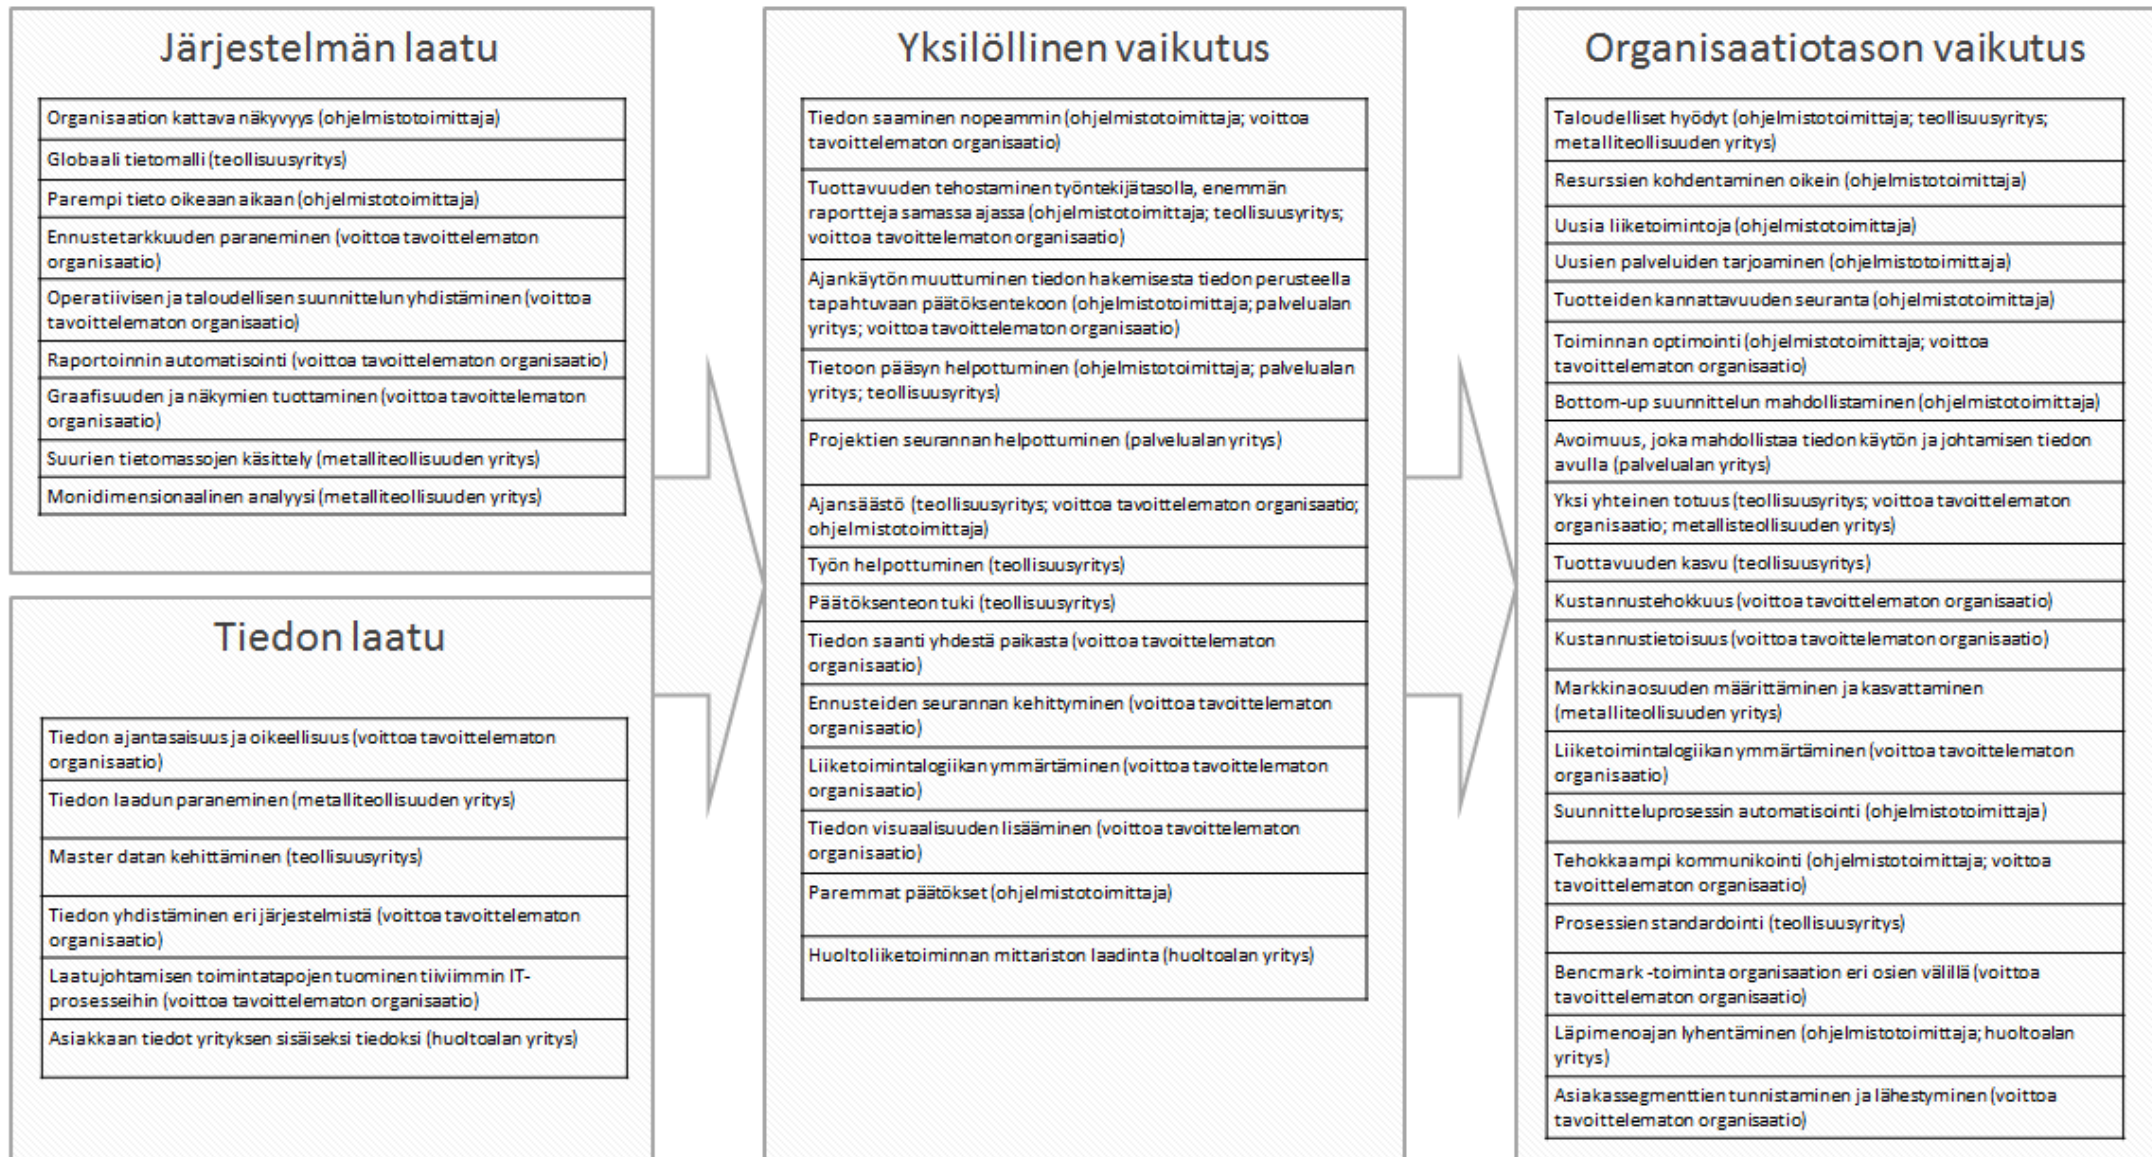 Järjestelmän laatu
Organisaation kattava näkyvyys (ohjelmistotoimittaja)
Globaali tietomalli (teollisuusyritys)
Parempi tieto oikeaan aikaan (ohjelmistotoimittaja)
Ennustetarkkuuden paraneminen (voittoa tavoittelematon
organisaatio)
Operatiivisen ja taloudellisen suunnittelun yhdistäminen (voittoa
tavoittelematon organisaatio)
Raportoinnin automatisointi (voittoa tavoittelematon organisaatio)
Graafisuuden ja näkymien tuottaminen (voittoa tavoittelematon
organisaatio)
Suurien tietomassojen käsittely (metalliteollisuuden yritys)
Monidimensionaalinen analyysi (metalliteollisuuden yritys)
Tiedon laatu
Tiedon ajantasaisuus ja oikeellisuus (voittoa tavoittelematon
organisaatio)
Tiedon laadun paraneminen (metalliteollisuuden yritys)
Master datan kehittäminen (teollisuusyritys)
Tiedon yhdistäminen eri järjestelmistä (voittoa tavoittelematon
organisaatio)
Laatujohtamisen toimintatapojen tuominen tiiviimmin IT-
prosesseihin (voittoa tavoittelematon organisaatio)
Asiakkaan tiedot yrityksen sisäiseksi tiedoksi (huoltoalan yritys)
Yksilöllinen vaikutus
Tiedon saaminen nopeammin (ohjelmistotoimittaja; voittoa
tavoittelematon organisaatio)
Tuottavuuden tehostaminen työntekijätasolla, enemmän
raportteja samassa ajassa (ohjelmistotoimittaja; teollisuusyritys;
voittoa tavoittelematon organisaatio)
Ajankäytön muuttuminen tiedon hakemisesta tiedon perusteella
tapahtuvaan päätöksentekoon (ohjelmistotoimittaja; palvelualan
yritys; voittoa tavoittelematon organisaatio)
Tietoon pääsyn helpottuminen (ohjelmistotoimittaja; palvelualan
yritys; teollisuusyritys)
Projektien seurannan helpottuminen (palvelualan yritys)
Ajansäästö (teollisuusyritys; voittoa tavoittelematon organisaatio;
ohjelmistotoimittaja)
Työn helpottuminen (teollisuusyritys)
Päätöksenteon tuki (teollisuusyritys)
Tiedon saanti yhdestä paikasta (voittoa tavoittelematon
organisaatio)
Ennusteiden seurannan kehittyminen (voittoa tavoittelematon
organisaatio)
Liiketoimintalogiikan ymmärtäminen (voittoa tavoittelematon
organisaatio)
Tiedon visuaalisuuden lisääminen (voittoa tavoittelematon
organisaatio)
Paremmat päätökset (ohjelmistotoimittaja)
Huoltoliiketoiminnan mittariston laadinta (huoltoalan yritys)
Organisaatiotason vaikutus
Taloudelliset hyödyt (ohjelmistotoimittaja; teollisuusyritys;
metalliteollisuuden yritys)
Resurssien kohdentaminen oikein (ohjelmistotoimittaja)
Uusia liiketoimintoja (ohjelmistotoimittaja)
Uusien palveluiden tarjoaminen (ohjelmistotoimittaja)
Tuotteiden kannattavuuden seuranta (ohjelmistotoimittaja)
Toiminnan optimointi (ohjelmistotoimittaja; voittoa
tavoittelematon organisaatio)
Bottom-up suunnittelun mahdollistaminen (ohjelmistotoimittaja)
Avoimuus, joka mahdollistaa tiedon käytön ja johtamisen tiedon
avulla (palvelualan yritys)
Yksi yhteinen totuus (teollisuusyritys; voittoa tavoittelematon
organisaatio; metallisteollisuuden yritys)
Tuottavuuden kasvu (teollisuusyritys)
Kustannustehokkuus (voittoa tavoittelematon organisaatio)
Kustannustietoisuus (voittoa tavoittelematon organisaatio)
Markkinaosuuden määrittäminen ja kasvattaminen
(metalliteollisuuden yritys)
Liiketoimintalogiikan ymmärtäminen (voittoa tavoittelematon
organisaatio)
Suunnitteluprosessin automatisointi (ohjelmistotoimittaja)
Tehokkaampi kommunikointi (ohjelmistotoimittaja; voittoa
tavoittelematon organisaatio)
Prosessien standardointi (teollisuusyritys)
Bencmark -toiminta organisaation eri osien välillä (voittoa
tavoittelematon organisaatio)
Läpimenoajan lyhentäminen (ohjelmistotoimittaja; huoltoalan
yritys)
Asiakassegmenttien tunnistaminen ja lähestyminen (voittoa
tavoittelematon organisaatio)